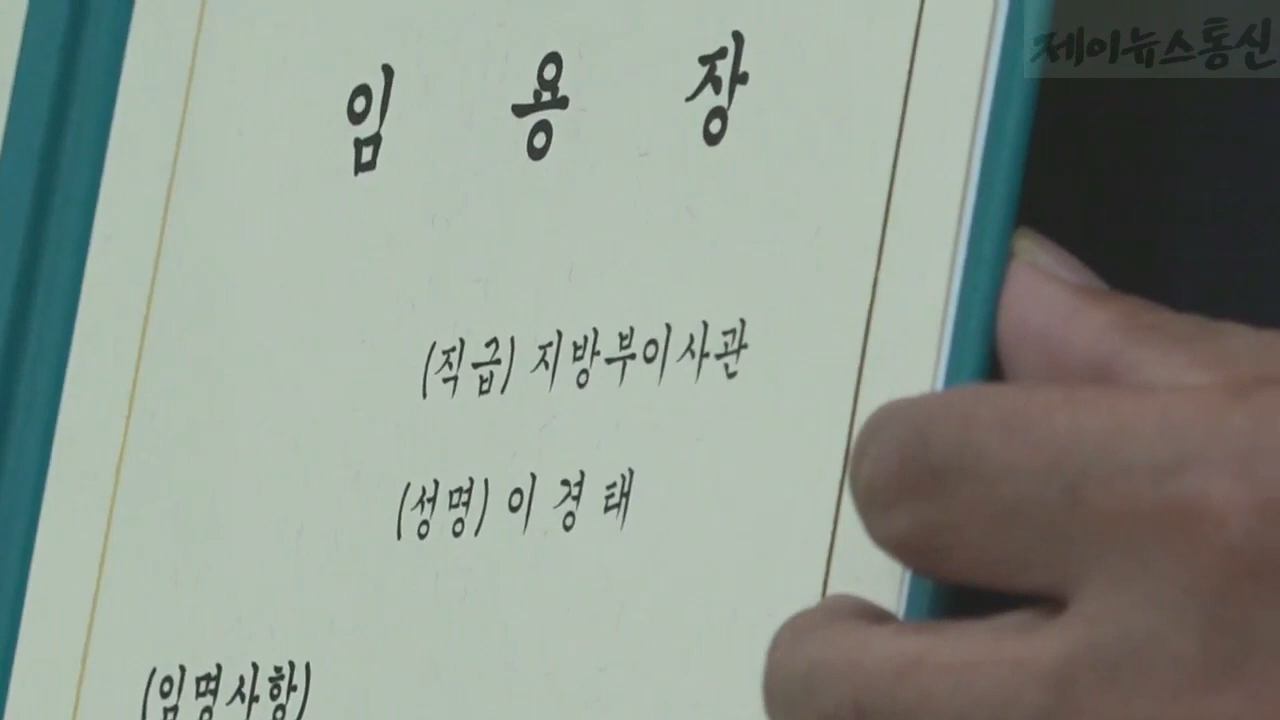 제이뉴스통신
임 용 장
(직급) 지방부이사관
(성명) 이 경 태
(임명사항)